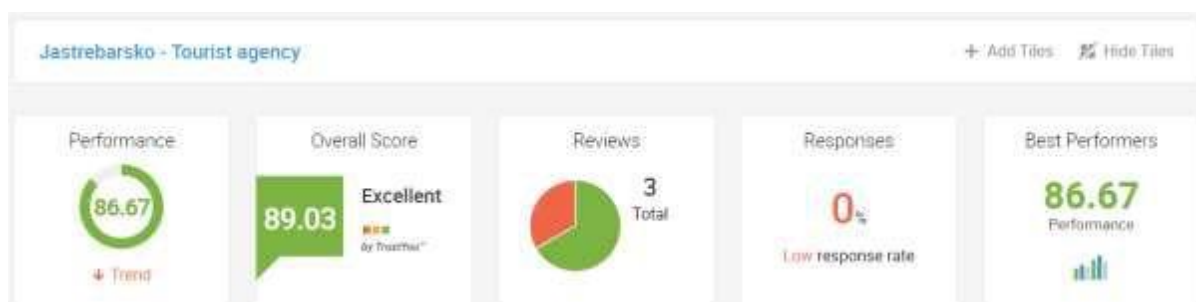 Jastrebarsko - Tourist agency
+ Add Tiles Hide Tiles
Performance
86.67
Trend
Overall Score
89.03
Excellent
Reviews
3
Total
Responses
0%
Low response rate
Best Performers
86.67
Performance